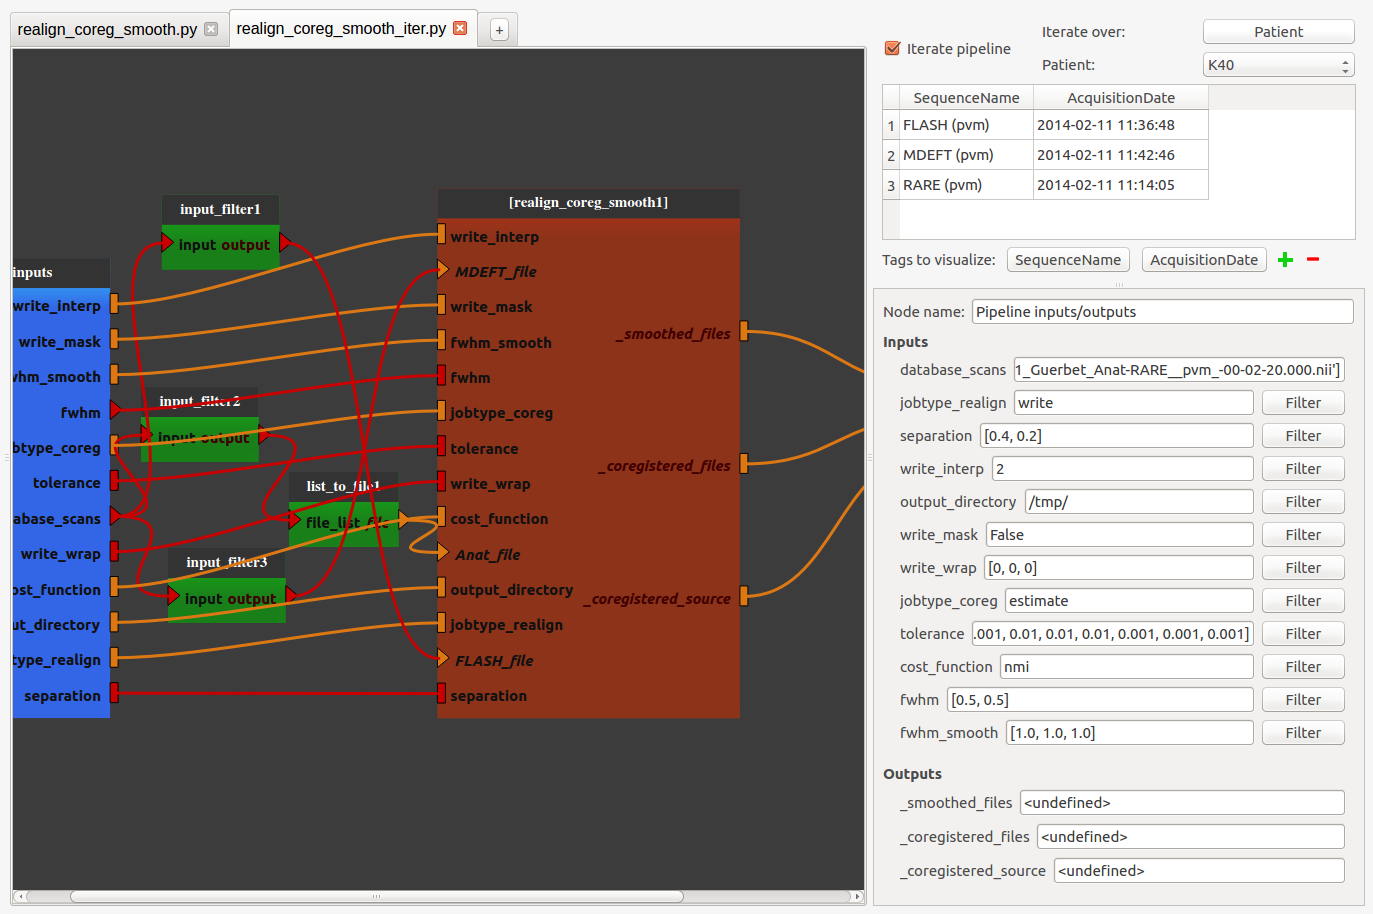 realign_coreg_smooth.py
realign_coreg_smooth_iter.py
+
inputs
write_interp
write_mask
whm_smooth
fwhm
btype_coreg
tolerance
abase_scans
write_wrap
ost_function
ut_directory
type_realign
separation
input_filter1
input output
input_filter2
input output
list_to_file1
file_list file
input_filter3
input output
[realign_coreg_smooth1]
write_interp
MDEFT_file
write_mask
fwhm_smooth
fwhm
jobtype_coreg
tolerance
write_wrap
cost_function
Anat_file
output_directory
jobtype_realign
FLASH_file
separation
_smoothed_files
_coregistered_files
_coregistered_source
Iterate pipeline
Iterate over: Patient
Patient: K40
SequenceName AcquisitionDate
1 FLASH (pvm) 2014-02-11 11:36:48
2 MDEFT (pvm) 2014-02-11 11:42:46
3 RARE (pvm) 2014-02-11 11:14:05
Tags to visualize: SequenceName AcquisitionDate
Node name: Pipeline inputs/outputs
Inputs
database_scans 1_Guerbet_Anat-RARE__pvm_-00-02-20.000.nii']
jobtype_realign write Filter
separation [0.4, 0.2] Filter
write_interp 2 Filter
output_directory /tmp/ Filter
write_mask False Filter
write_wrap [0, 0, 0] Filter
jobtype_coreg estimate Filter
tolerance .001, 0.01, 0.01, 0.01, 0.001, 0.001, 0.001] Filter
cost_function nmi Filter
fwhm [0.5, 0.5] Filter
fwhm_smooth [1.0, 1.0, 1.0] Filter
Outputs
_smoothed_files <undefined>
_coregistered_files <undefined>
_coregistered_source <undefined>